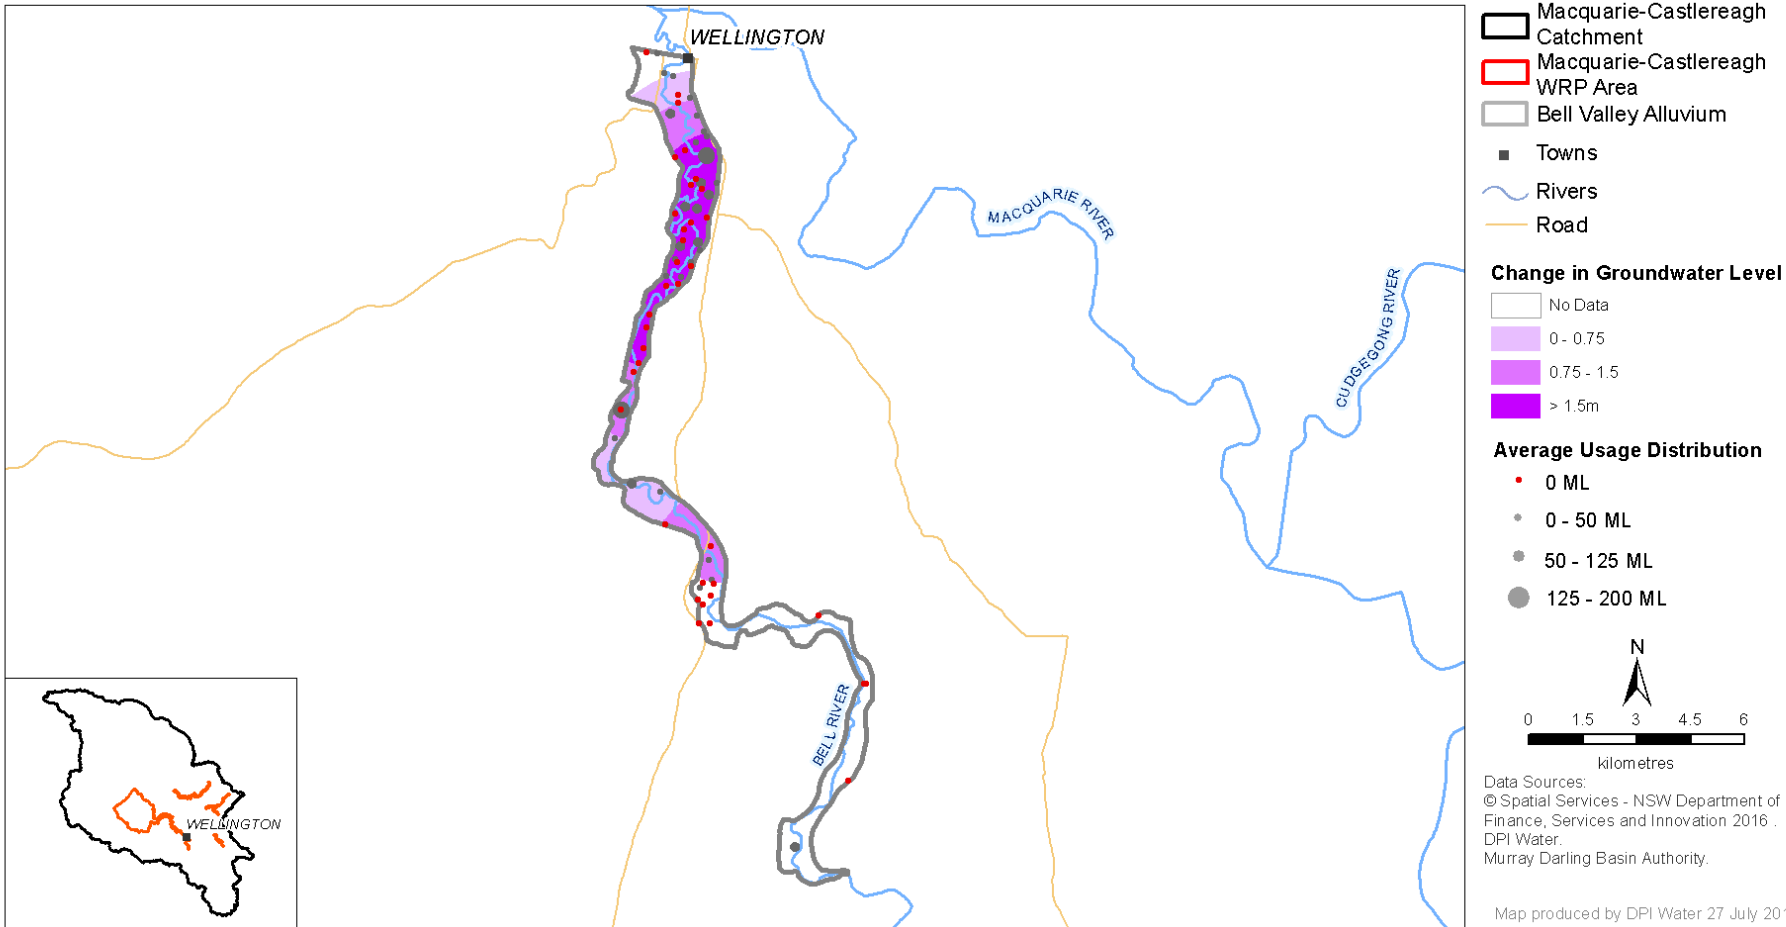 WELLINGTON
MACQUARIE RIVER
CUDGEGONG RIVER
BELL RIVER
WELLINGTON
Macquarie-Castlereagh
Catchment
Macquarie-Castlereagh
WRP Area
Bell Valley Alluvium
Towns
Rivers
Road
Change in Groundwater Level
No Data
0 - 0.75
0.75 - 1.5
> 1.5m
Average Usage Distribution
0 ML
0 - 50 ML
50 - 125 ML
125 - 200 ML
N
0 1.5 3 4.5 6
kilometres
Data Sources:
© Spatial Services - NSW Department of
Finance, Services and Innovation 2016 .
DPI Water.
Murray Darling Basin Authority.
Map produced by DPI Water 27 July